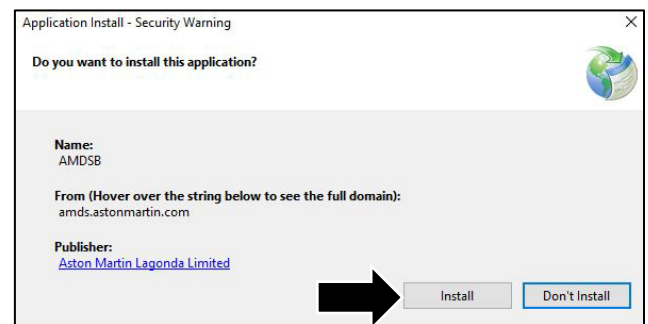 Application Install - Security Warning
Do you want to install this application?
Name:
AMDSB
From (Hover over the string below to see the full domain):
amds.astonmartin.com
Publisher:
Aston Martin Lagonda Limited
Install Don't Install